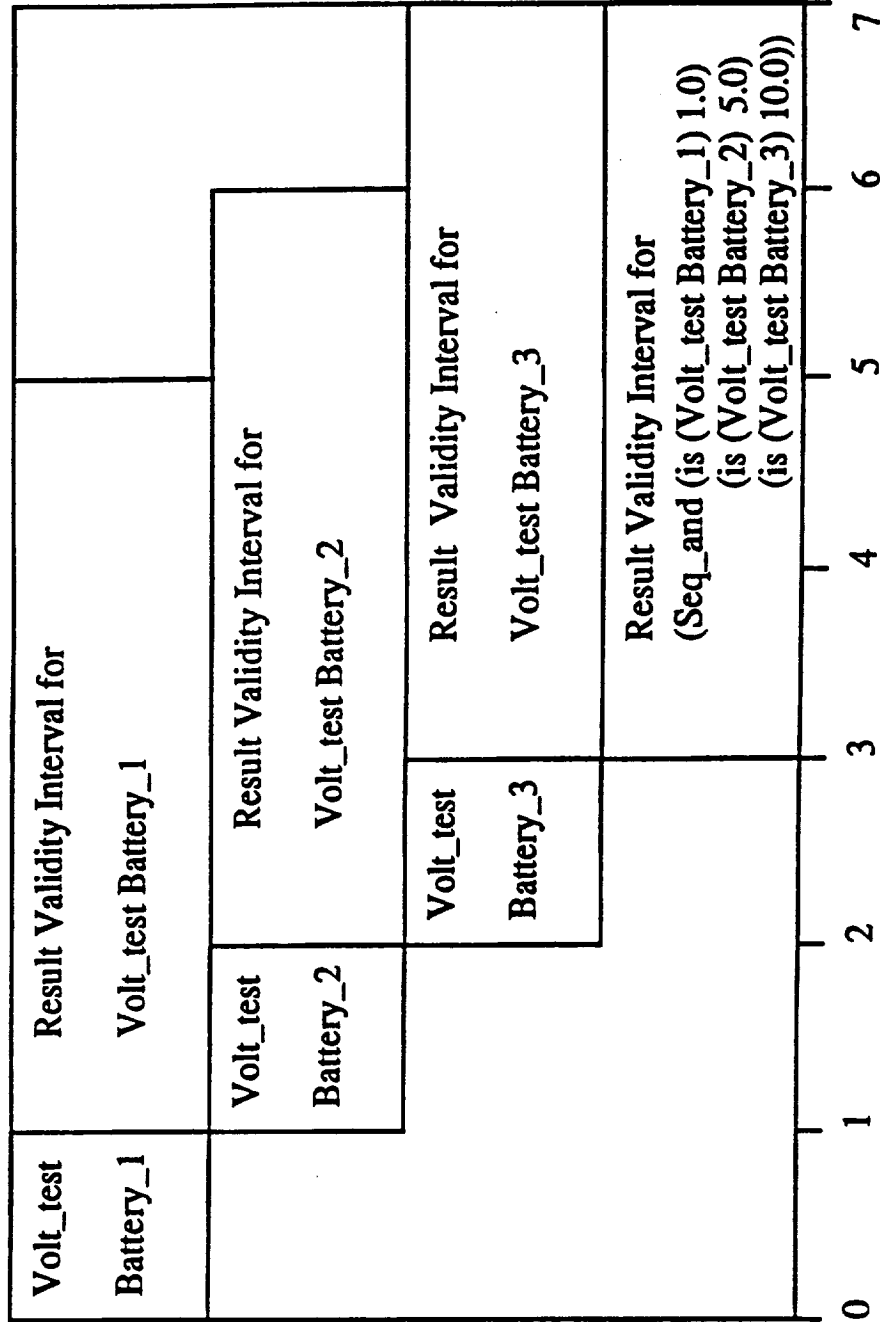 Volt_test
Battery_1
Result Validity Interval for
Volt_test Battery_1
Volt_test
Battery_2
Result Validity Interval for
Volt_test Battery_2
Volt_test
Battery_3
Result Validity Interval for
Volt_test Battery_3
Result Validity Interval for
(Seq_and (is (Volt_test Battery_1) 1.0)
(is (Volt_test Battery_2) 5.0)
(is (Volt_test Battery_3) 10.0))
0 1 2 3 4 5 6 7